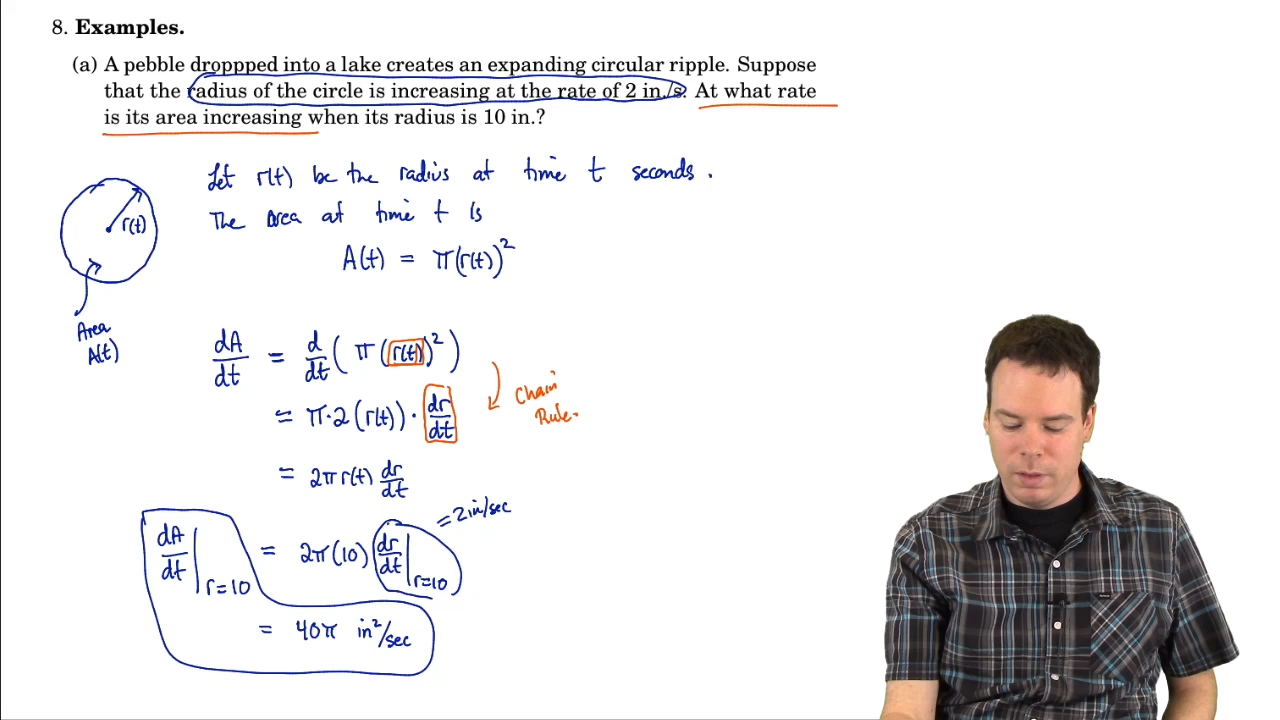 8. Examples.
(a) A pebble droppped into a lake creates an expanding circular ripple. Suppose
that the radius of the circle is increasing at the rate of 2 in./s. At what rate
is its area increasing when its radius is 10 in.?
Let r(t) be the radius at time t seconds.
r(t)
The area at time t is
A(t) = π(r(t))²
Area
A(t)
dA/dt = d/dt ( π (r(t))² )
= π·2 (r(t)) · dr/dt
Chain
Rule.
= 2π r(t) dr/dt
= 2 in/sec
dA/dt |r=10 = 2π(10) dr/dt |r=10
= 40π in²/sec